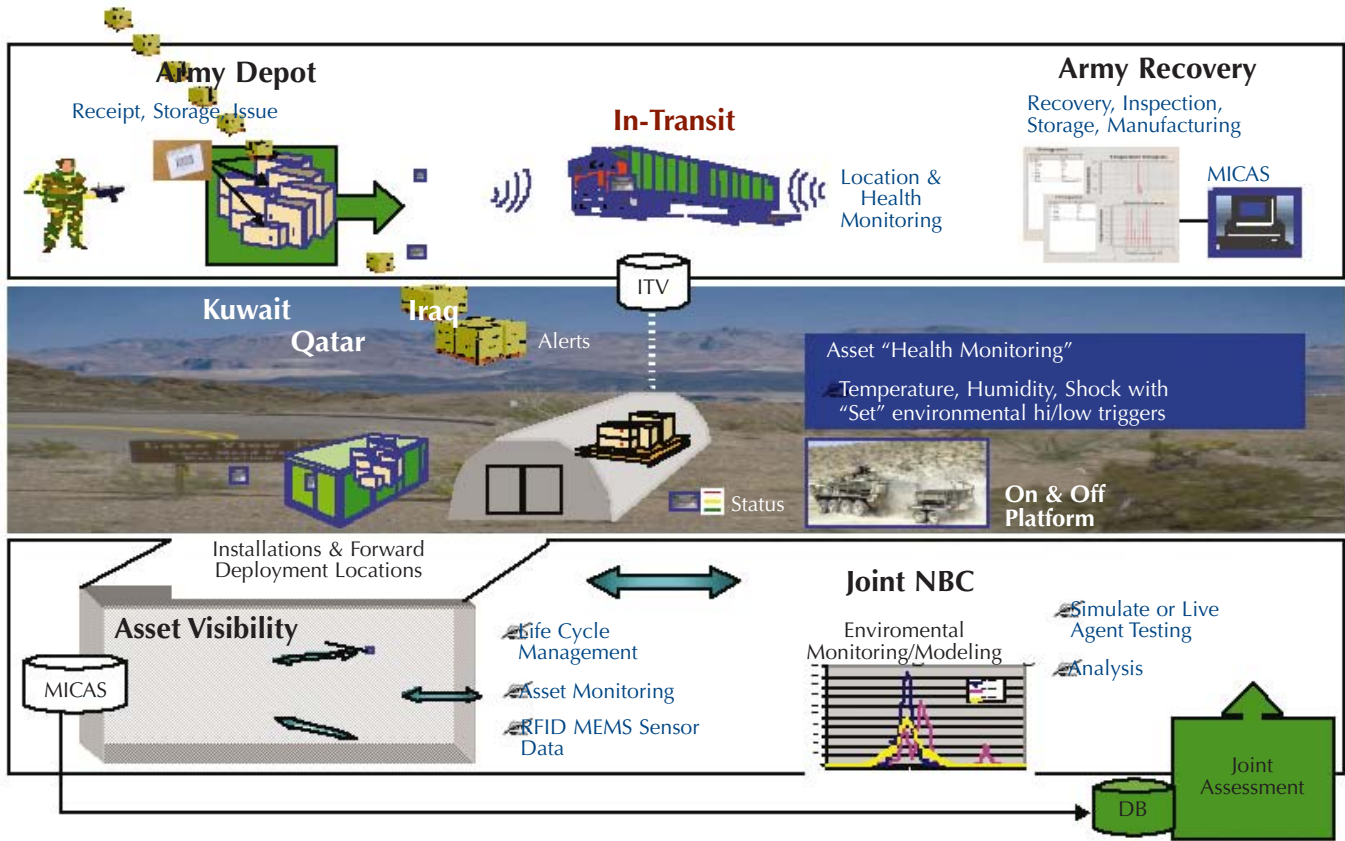 Army Depot
Receipt, Storage, Issue
In-Transit
Location &
Health
Monitoring
Army Recovery
Recovery, Inspection,
Storage, Manufacturing
MICAS
ITV
Kuwait
Qatar
Iraq
Alerts
Asset “Health Monitoring”
Temperature, Humidity, Shock with
“Set” environmental hi/low triggers
Status
On & Off
Platform
Installations & Forward
Deployment Locations
Asset Visibility
MICAS
Life Cycle
Management
Asset Monitoring
RFID MEMS Sensor
Data
Joint NBC
Enviromental
Monitoring/Modeling
Simulate or Live
Agent Testing
Analysis
Joint
Assessment
DB